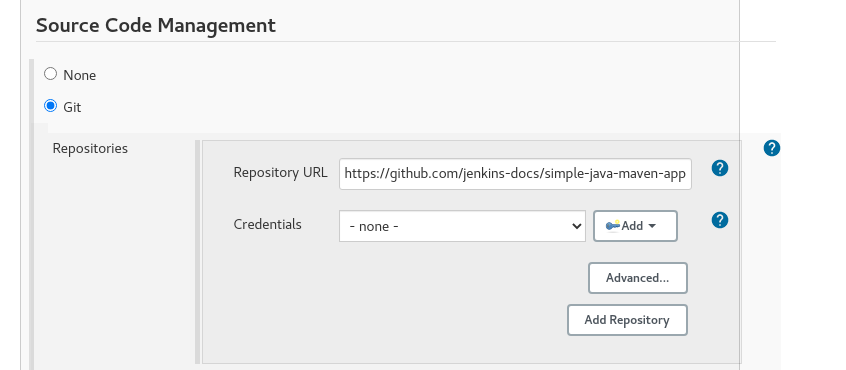 Source Code Management
None
Git
Repositories
Repository URL https://github.com/jenkins-docs/simple-java-maven-app ?
?
Credentials - none - Add ?
Advanced...
Add Repository